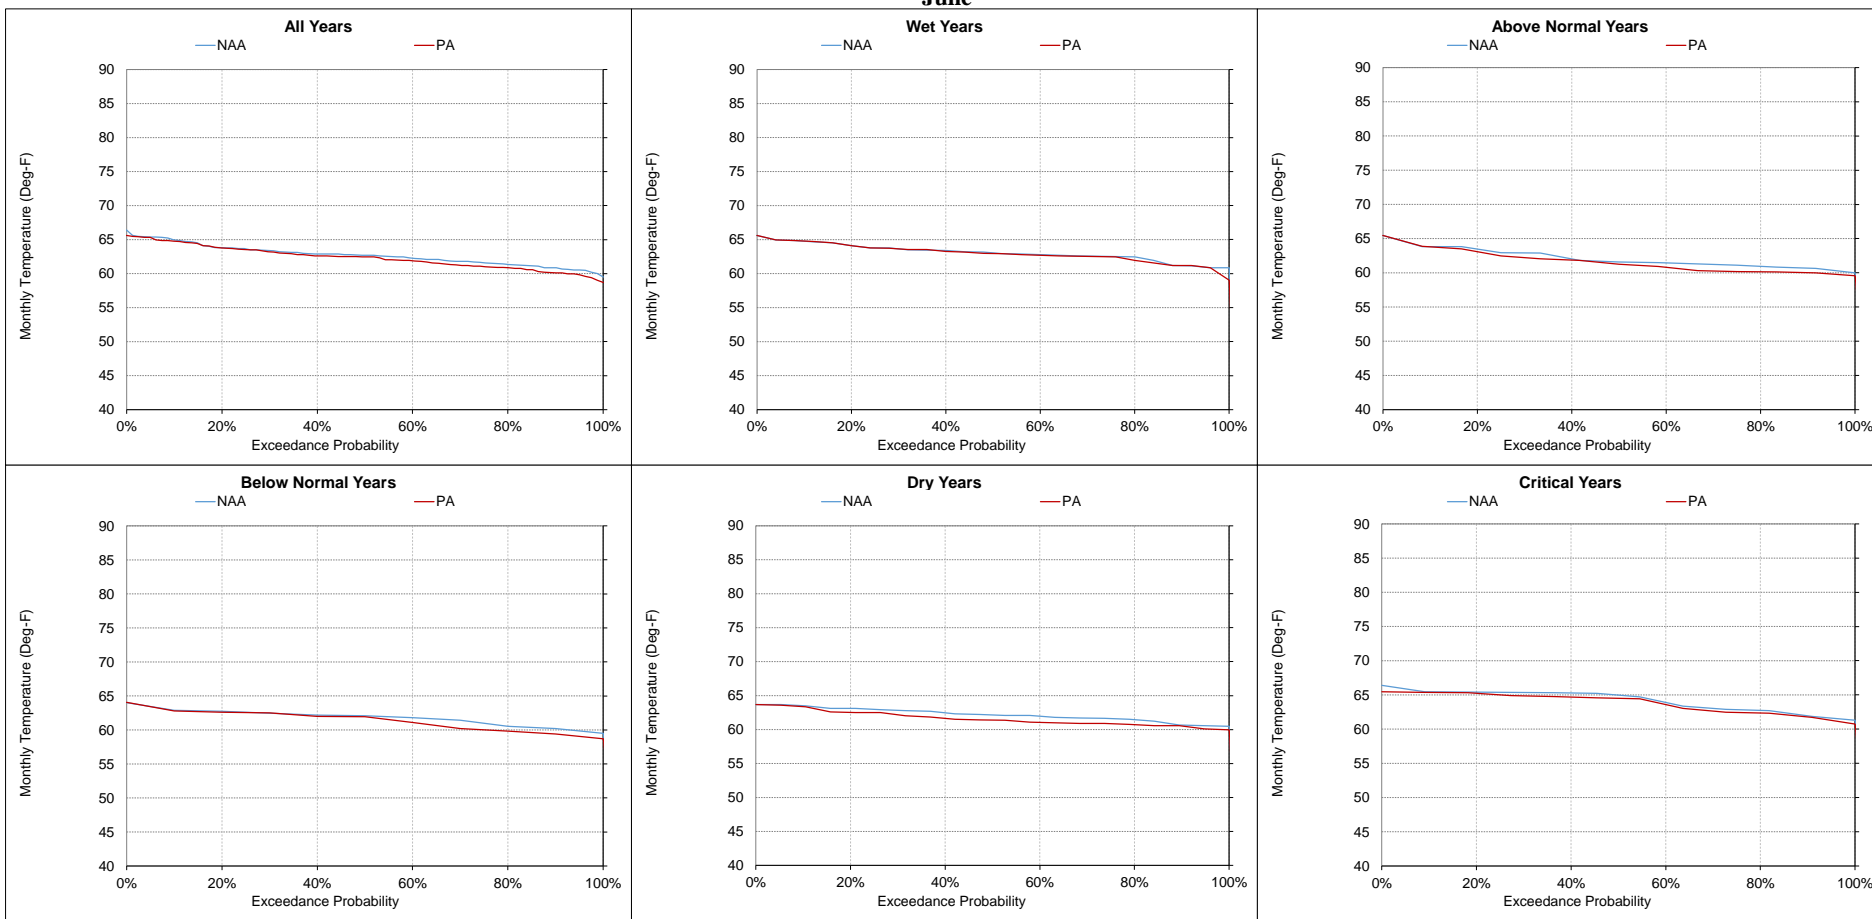 June
All Years
NAA PA
Monthly Temperature (Deg-F)
90
85
80
75
70
65
60
55
50
45
40
0% 20% 40% 60% 80% 100%
Exceedance Probability
Wet Years
NAA PA
Monthly Temperature (Deg-F)
90
85
80
75
70
65
60
55
50
45
40
0% 20% 40% 60% 80% 100%
Exceedance Probability
Above Normal Years
NAA PA
Monthly Temperature (Deg-F)
90
85
80
75
70
65
60
55
50
45
40
0% 20% 40% 60% 80% 100%
Exceedance Probability
Below Normal Years
NAA PA
Monthly Temperature (Deg-F)
90
85
80
75
70
65
60
55
50
45
40
0% 20% 40% 60% 80% 100%
Exceedance Probability
Dry Years
NAA PA
Monthly Temperature (Deg-F)
90
85
80
75
70
65
60
55
50
45
40
0% 20% 40% 60% 80% 100%
Exceedance Probability
Critical Years
NAA PA
Monthly Temperature (Deg-F)
90
85
80
75
70
65
60
55
50
45
40
0% 20% 40% 60% 80% 100%
Exceedance Probability